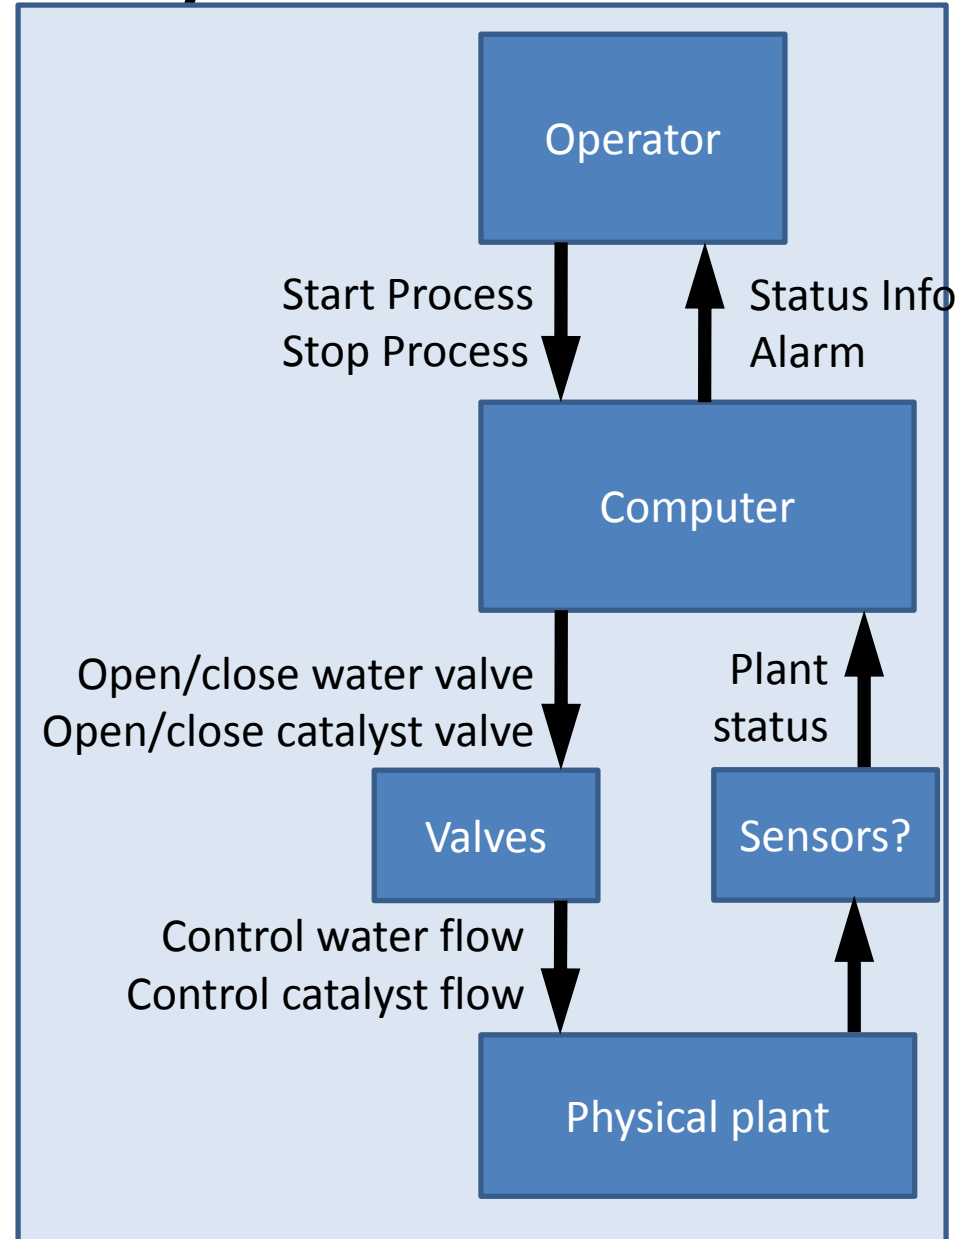 Operator
Start Process
Stop Process
Status Info
Alarm
Computer
Open/close water valve
Open/close catalyst valve
Plant
status
Valves
Sensors?
Control water flow
Control catalyst flow
Physical plant